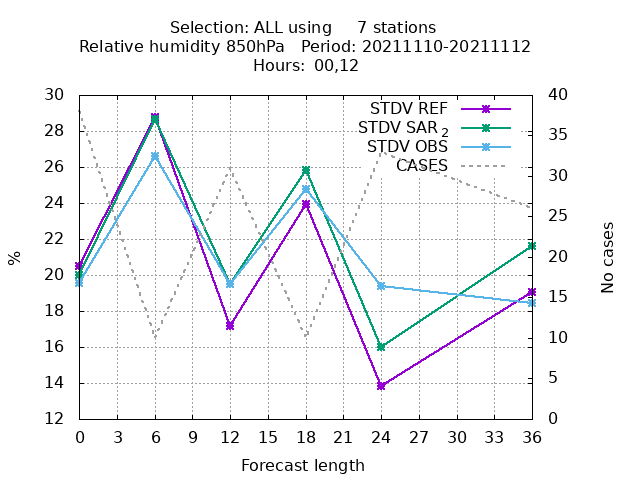 Selection: ALL using     7 stations
Relative humidity 850hPa   Period: 20211110-20211112
Hours: 00,12
STDV REF
STDV SAR 2
STDV OBS
CASES
30
28
26
24
22
20
18
16
14
12
%
40
35
30
25
20
15
10
5
0
No cases
0 3 6 9 12 15 18 21 24 27 30 33 36
Forecast length